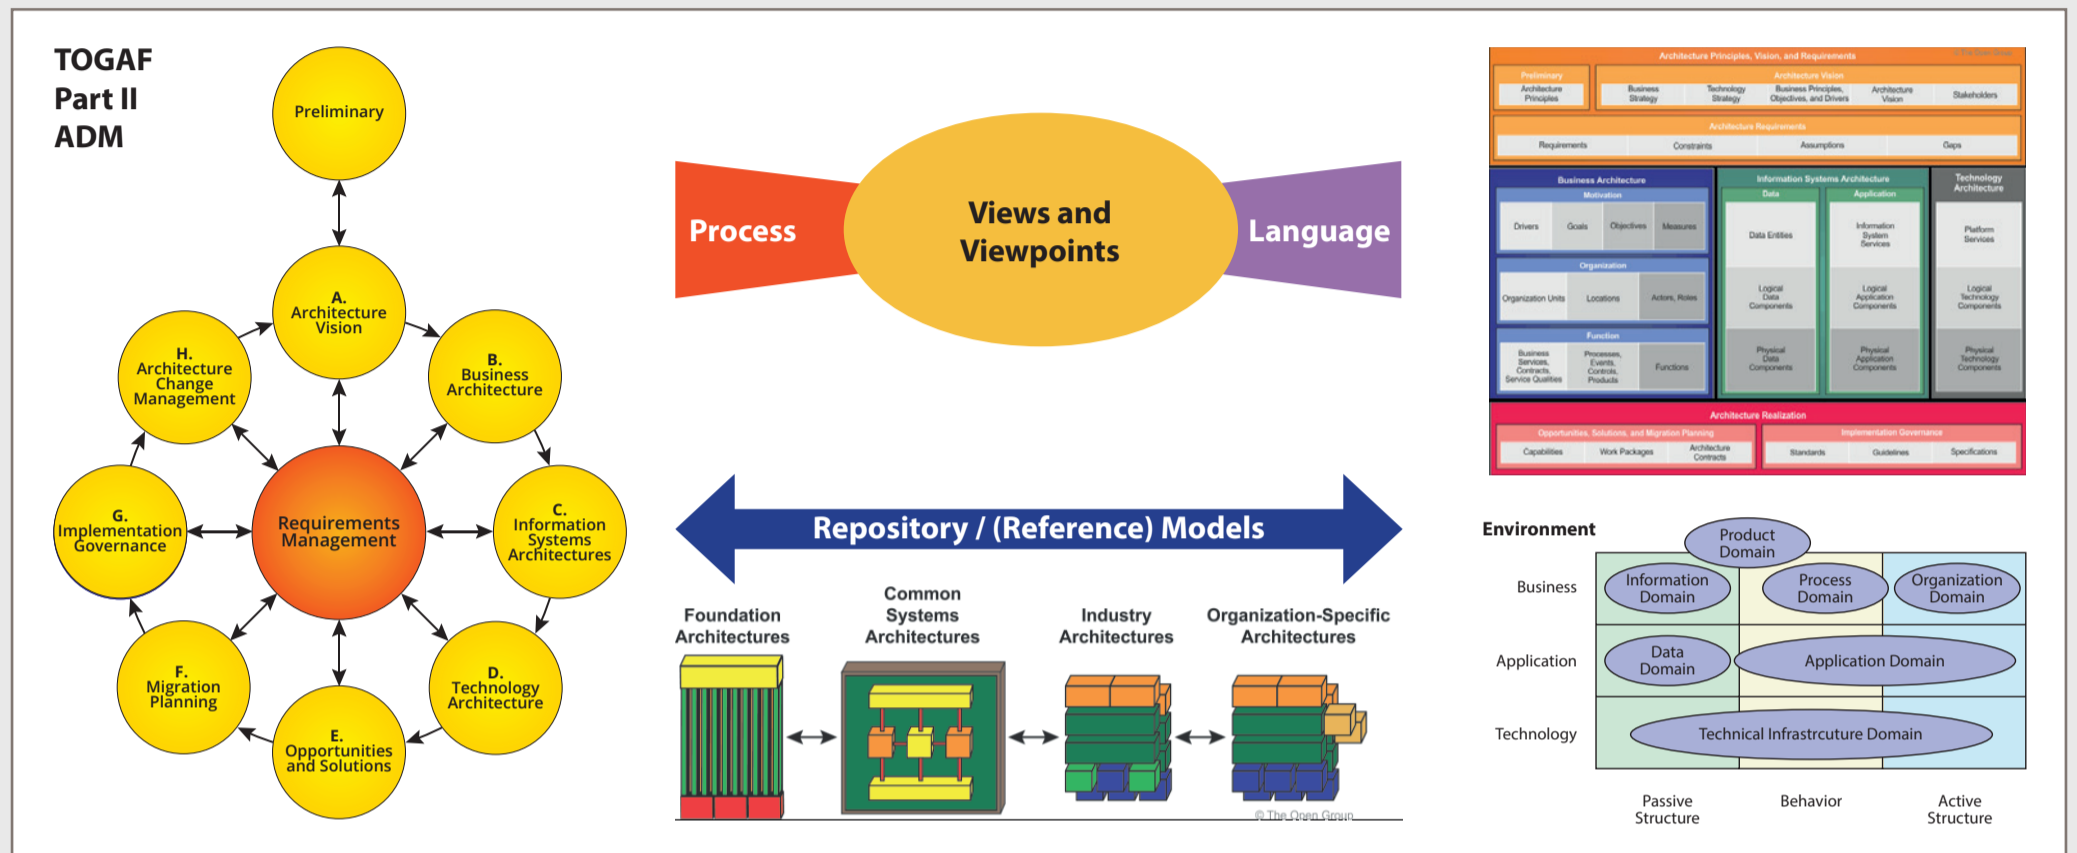 TOGAF
Part II
ADM
Preliminary
A.
Architecture
Vision
B.
Business
Architecture
C.
Information
Systems
Architectures
D.
Technology
Architecture
E.
Opportunities
and Solutions
F.
Migration
Planning
G.
Implementation
Governance
H.
Architecture
Change
Management
Requirements
Management
Process
Views and
Viewpoints
Language
Repository / (Reference) Models
Foundation
Architectures
Common
Systems
Architectures
Industry
Architectures
Organization-Specific
Architectures
© The Open Group
© The Open Group
Architecture Principles, Vision, and Requirements
Preliminary
Architecture
Principles
Architecture Vision
Business
Strategy
Technology
Strategy
Business Principles,
Objectives, and Drivers
Architecture
Vision
Stakeholders
Architecture Requirements
Requirements
Constraints
Assumptions
Gaps
Business Architecture
Motivation
Drivers
Goals
Objectives
Measures
Organization
Organization Units
Locations
Actors, Roles
Function
Business
Services,
Contracts,
Service Qualities
Processes,
Events,
Controls,
Products
Functions
Information Systems Architecture
Data
Data Entities
Logical
Data
Components
Physical
Data
Components
Application
Information
System
Services
Logical
Application
Components
Physical
Application
Components
Technology
Architecture
Platform
Services
Logical
Technology
Components
Physical
Technology
Components
Architecture Realization
Opportunities, Solutions, and Migration Planning
Capabilities
Work Packages
Architecture
Contracts
Implementation Governance
Standards
Guidelines
Specifications
Environment
Product
Domain
Business
Information
Domain
Process
Domain
Organization
Domain
Application
Data
Domain
Application Domain
Technology
Technical Infrastrcuture Domain
Passive
Structure
Behavior
Active
Structure